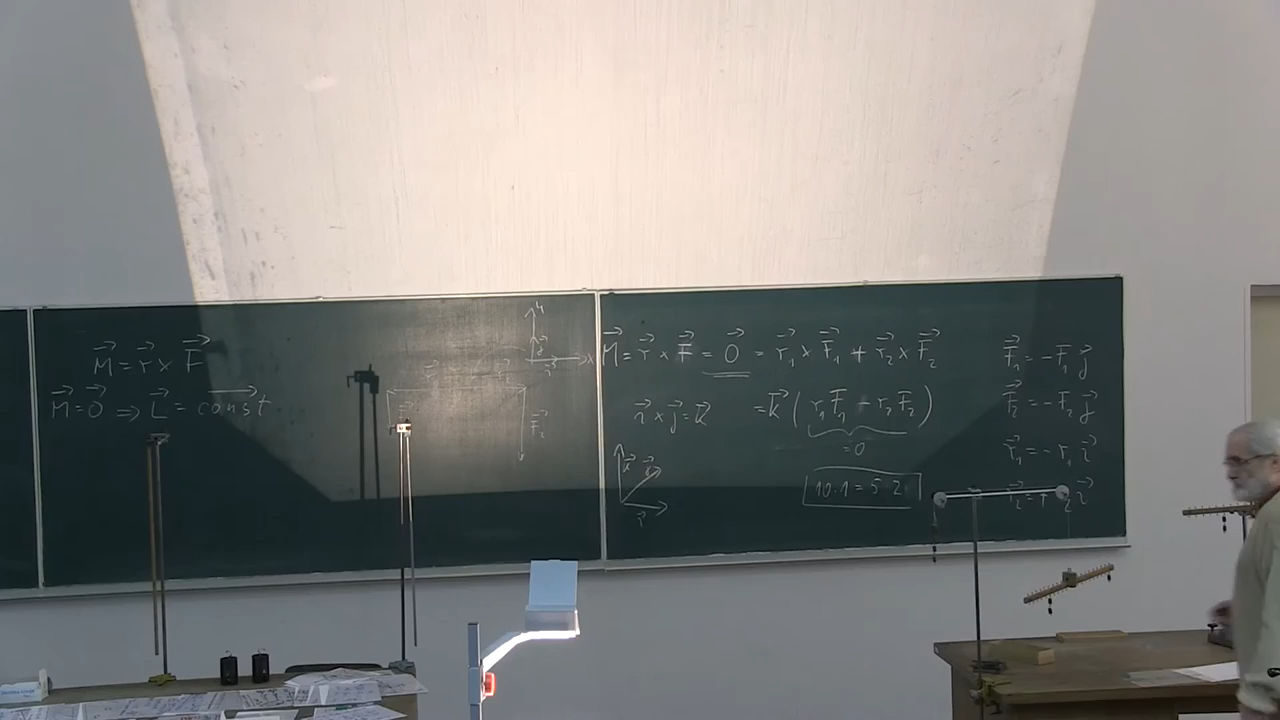 M⃗ = r⃗ × F⃗
M⃗ = 0⃗ ⇒ L⃗ = const
y
j⃗
i⃗
x
F⃗₂
M⃗ = r⃗ × F⃗ = 0⃗ = r⃗₁ × F⃗₁ + r⃗₂ × F⃗₂
i⃗ × j⃗ = k⃗
= k⃗ (r₁F₁ - r₂F₂)
= 0
10·1 = 5·2
k⃗
i⃗
F⃗₁ = -F₁ j⃗
F⃗₂ = -F₂ j⃗
r⃗₁ = -r₁ i⃗